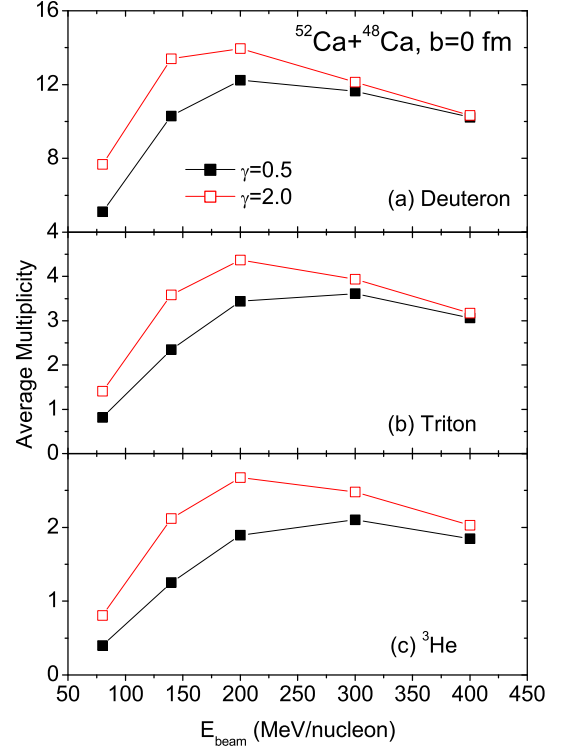 ⁵²Ca+⁴⁸Ca, b=0 fm
16
12
8
4
γ=0.5
γ=2.0
(a) Deuteron
Average Multiplicity
4
3
2
1
0
(b) Triton
2
1
0
(c) ³He
50 100 150 200 250 300 350 400 450
E_beam (MeV/nucleon)